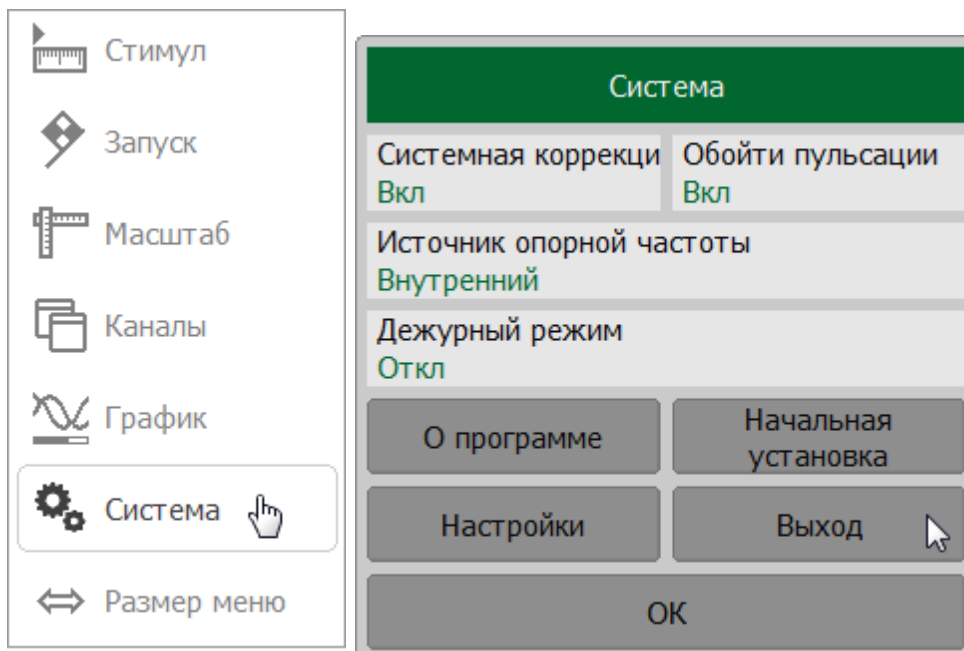 Стимул
Запуск
Масштаб
Каналы
График
Система
Размер меню
Система
Системная коррекци
Вкл
Обойти пульсации
Вкл
Источник опорной частоты
Внутренний
Дежурный режим
Откл
О программе
Начальная
установка
Настройки
Выход
ОК